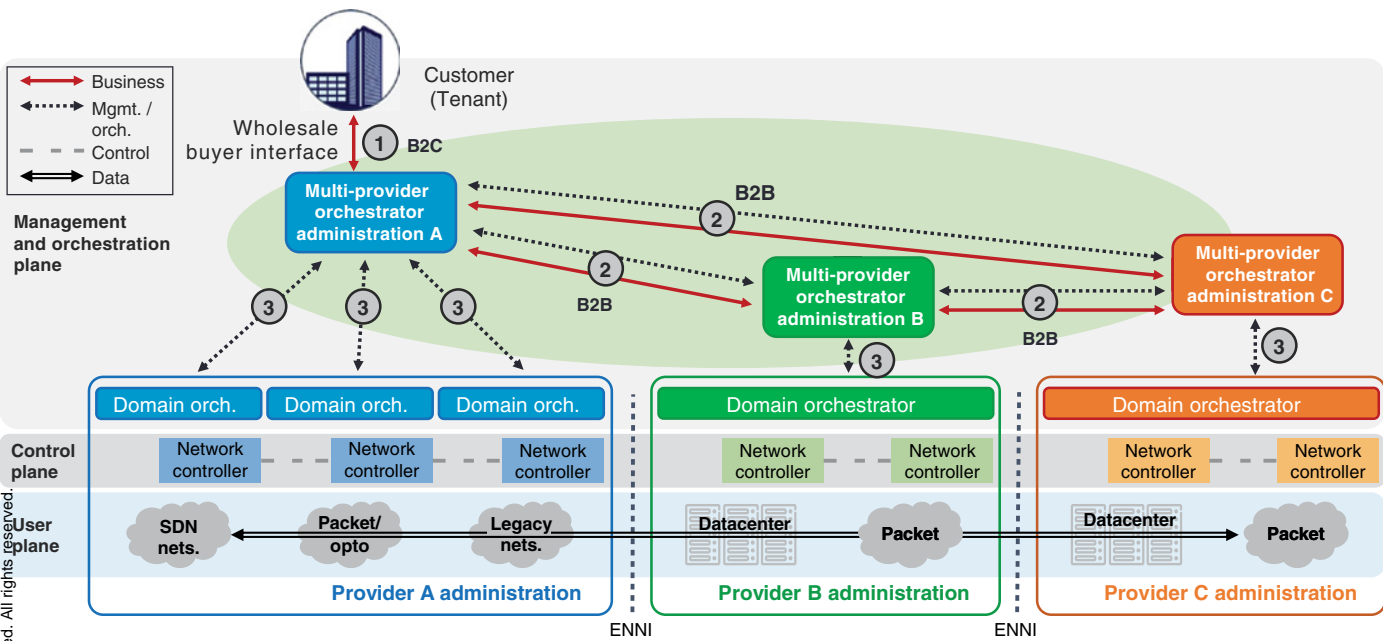 Customer
(Tenant)
Business
Mgmt. /
orch.
Control
Data
Wholesale
buyer interface
1
B2C
Management
and orchestration
plane
Multi-provider
orchestrator
administration A
B2B
2
2
B2B
Multi-provider
orchestrator
administration B
2
B2B
Multi-provider
orchestrator
administration C
3
3
3
3
3
Domain orch.
Domain orch.
Domain orch.
Domain orchestrator
Domain orchestrator
Control
plane
Network
controller
Network
controller
Network
controller
Network
controller
Network
controller
Network
controller
Network
controller
User
plane
SDN
nets.
Packet/
opto
Legacy
nets.
Datacenter
Packet
Datacenter
Packet
Provider A administration
Provider B administration
Provider C administration
ENNI
ENNI
All rights reserved.